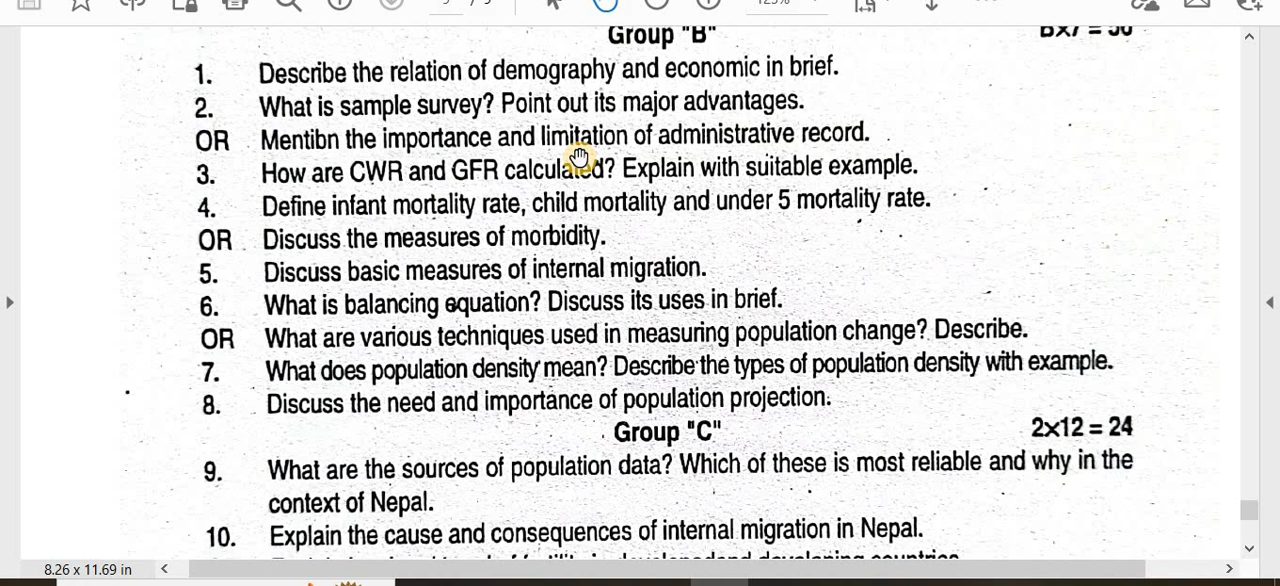 Group "B"
8x7 = 56
1. Describe the relation of demography and economic in brief.
2. What is sample survey? Point out its major advantages.
OR Mentibn the importance and limitation of administrative record.
3. How are CWR and GFR calculated? Explain with suitable example.
4. Define infant mortality rate, child mortality and under 5 mortality rate.
OR Discuss the measures of morbidity.
5. Discuss basic measures of internal migration.
6. What is balancing equation? Discuss its uses in brief.
OR What are various techniques used in measuring population change? Describe.
7. What does population density mean? Describe the types of population density with example.
8. Discuss the need and importance of population projection.
Group "C" 2x12 = 24
9. What are the sources of population data? Which of these is most reliable and why in the
context of Nepal.
10. Explain the cause and consequences of internal migration in Nepal.
8.26 x 11.69 in